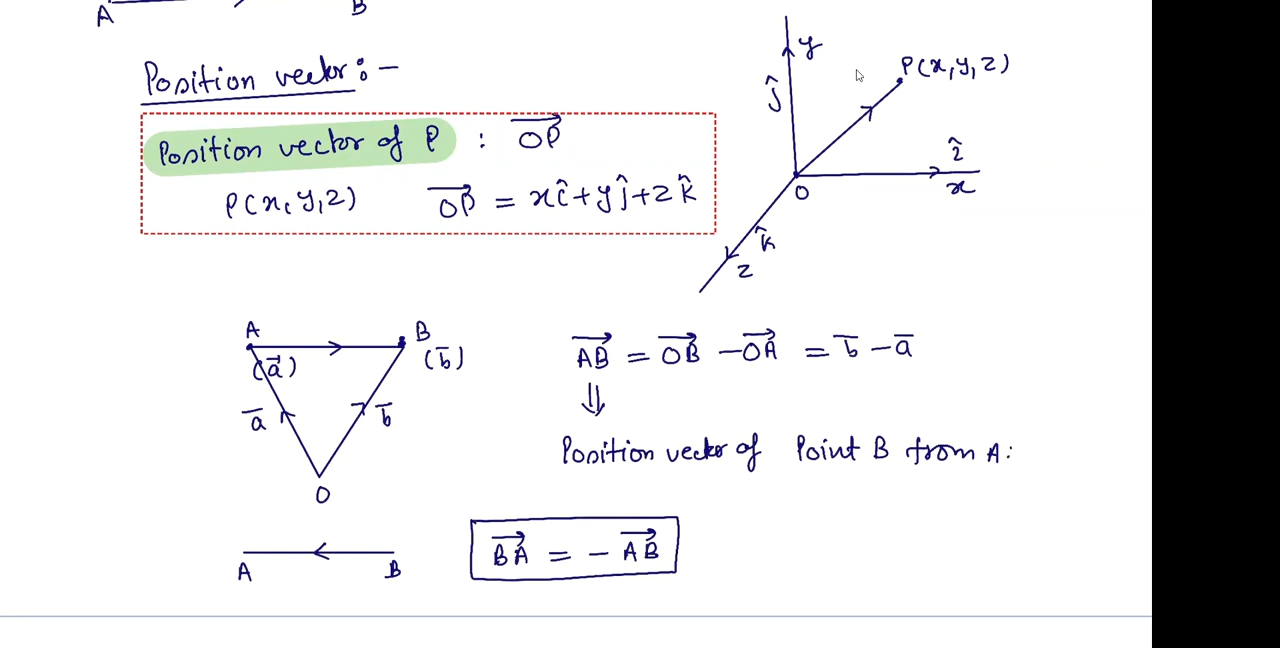 A B
Position vector :-
Position vector of P : OP⃗
P(x, y, z) OP⃗ = xî + yĵ + zk̂
y
ĵ
P(x, y, z)
î
x
O
k̂
z
A B
(a⃗) (b̅)
a̅ b̅
O
AB⃗ = OB⃗ - OA⃗ = b̅ - a̅
⇓
Position vector of Point B from A:
A B
BA⃗ = - AB⃗